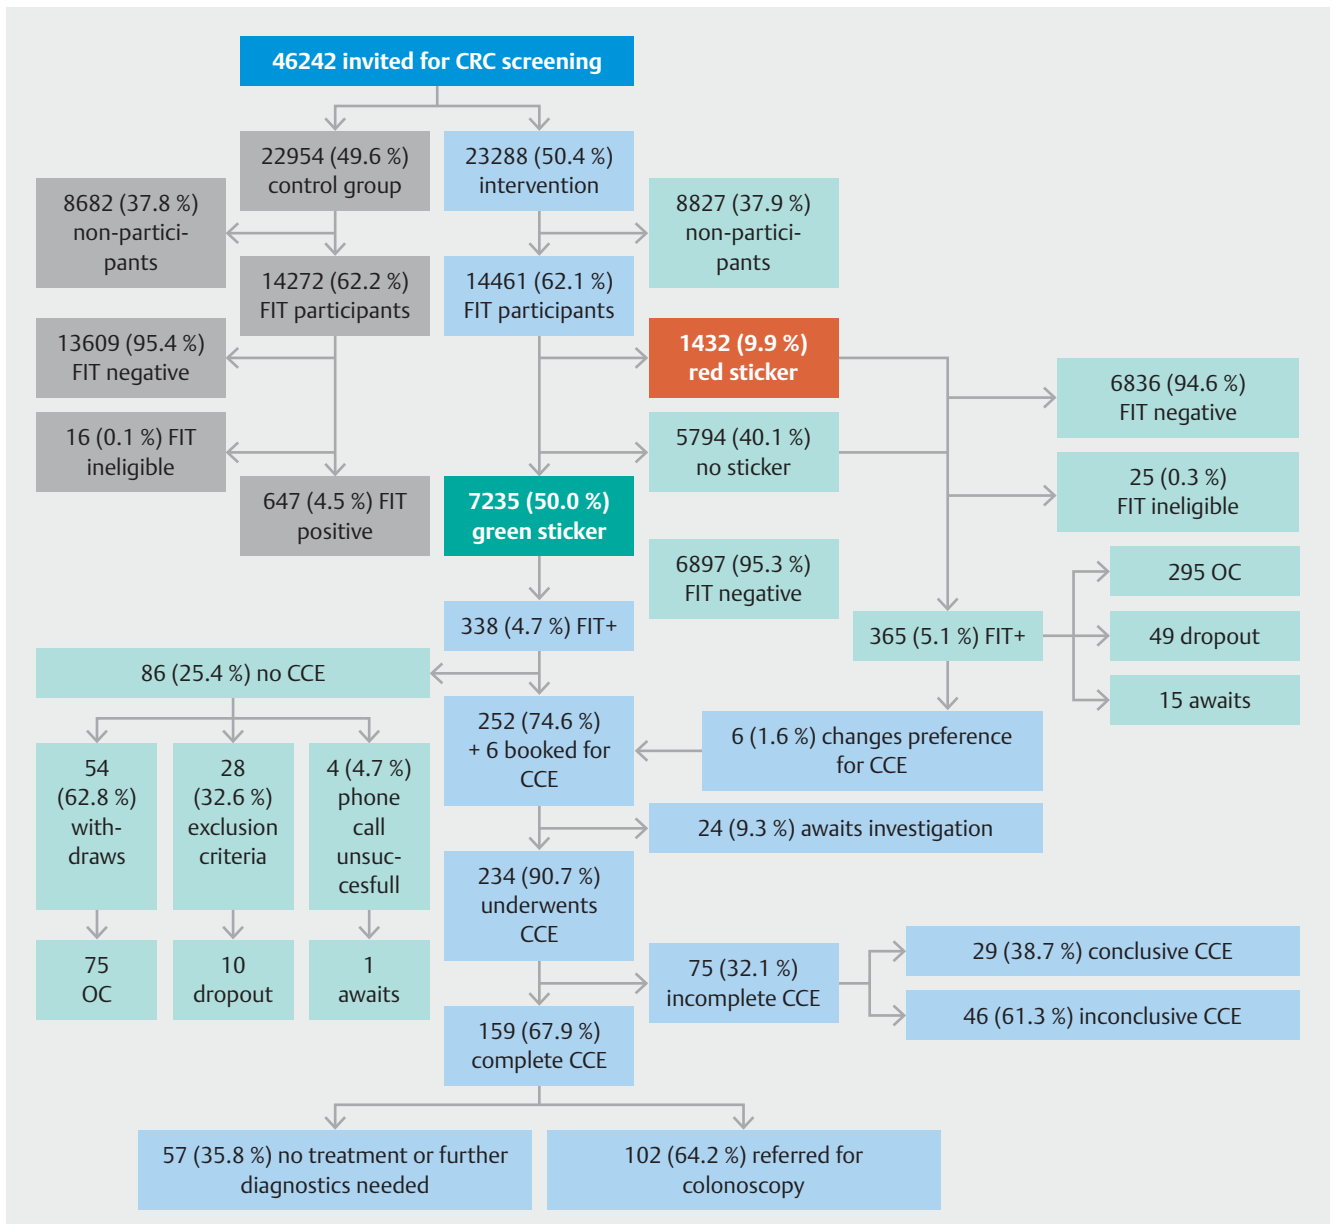 46242 invited for CRC screening
22954 (49.6 %)
control group
23288 (50.4 %)
intervention
8682 (37.8 %)
non-partici-
pants
8827 (37.9 %)
non-partici-
pants
14272 (62.2 %)
FIT participants
14461 (62.1 %)
FIT participants
13609 (95.4 %)
FIT negative
1432 (9.9 %)
red sticker
6836 (94.6 %)
FIT negative
16 (0.1 %) FIT
ineligible
5794 (40.1 %)
no sticker
25 (0.3 %)
FIT ineligible
647 (4.5 %) FIT
positive
7235 (50.0 %)
green sticker
6897 (95.3 %)
FIT negative
295 OC
338 (4.7 %) FIT+
365 (5.1 %) FIT+
49 dropout
15 awaits
86 (25.4 %) no CCE
252 (74.6 %)
+ 6 booked for
CCE
6 (1.6 %) changes preference
for CCE
54
(62.8 %)
with-
draws
28
(32.6 %)
exclusion
criteria
4 (4.7 %)
phone
call
unsuc-
cesfull
24 (9.3 %) awaits investigation
234 (90.7 %)
underwents
CCE
75
OC
10
dropout
1
awaits
75 (32.1 %)
incomplete CCE
29 (38.7 %) conclusive CCE
46 (61.3 %) inconclusive CCE
159 (67.9 %)
complete CCE
57 (35.8 %) no treatment or further
diagnostics needed
102 (64.2 %) referred for
colonoscopy